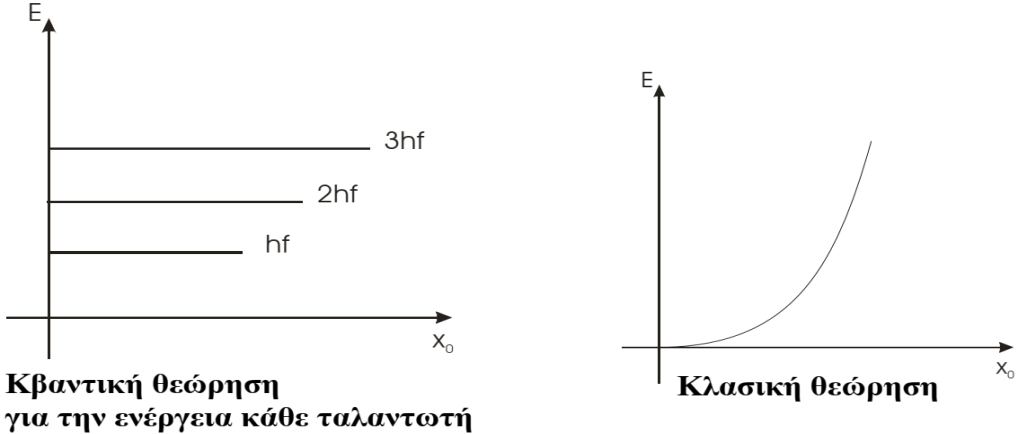 E
3hf
2hf
hf
x₀
Κβαντική θεώρηση
για την ενέργεια κάθε ταλαντωτή
E
x₀
Κλασική θεώρηση